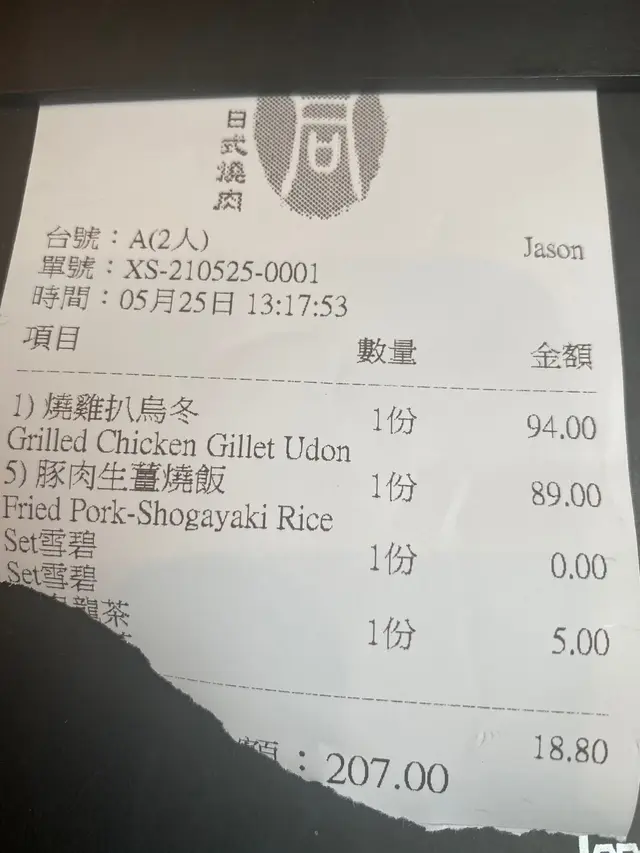 日式燒肉
台號：A(2人)
Jason
單號：XS-210525-0001
時間：05月25日 13:17:53
項目 數量 金額
1) 燒雞扒烏冬 1份 94.00
Grilled Chicken Gillet Udon
5) 豚肉生薑燒飯 1份 89.00
Fried Pork-Shogayaki Rice
Set雪碧 1份 0.00
Set雪碧
龍茶 1份 5.00
18.80
額：207.00